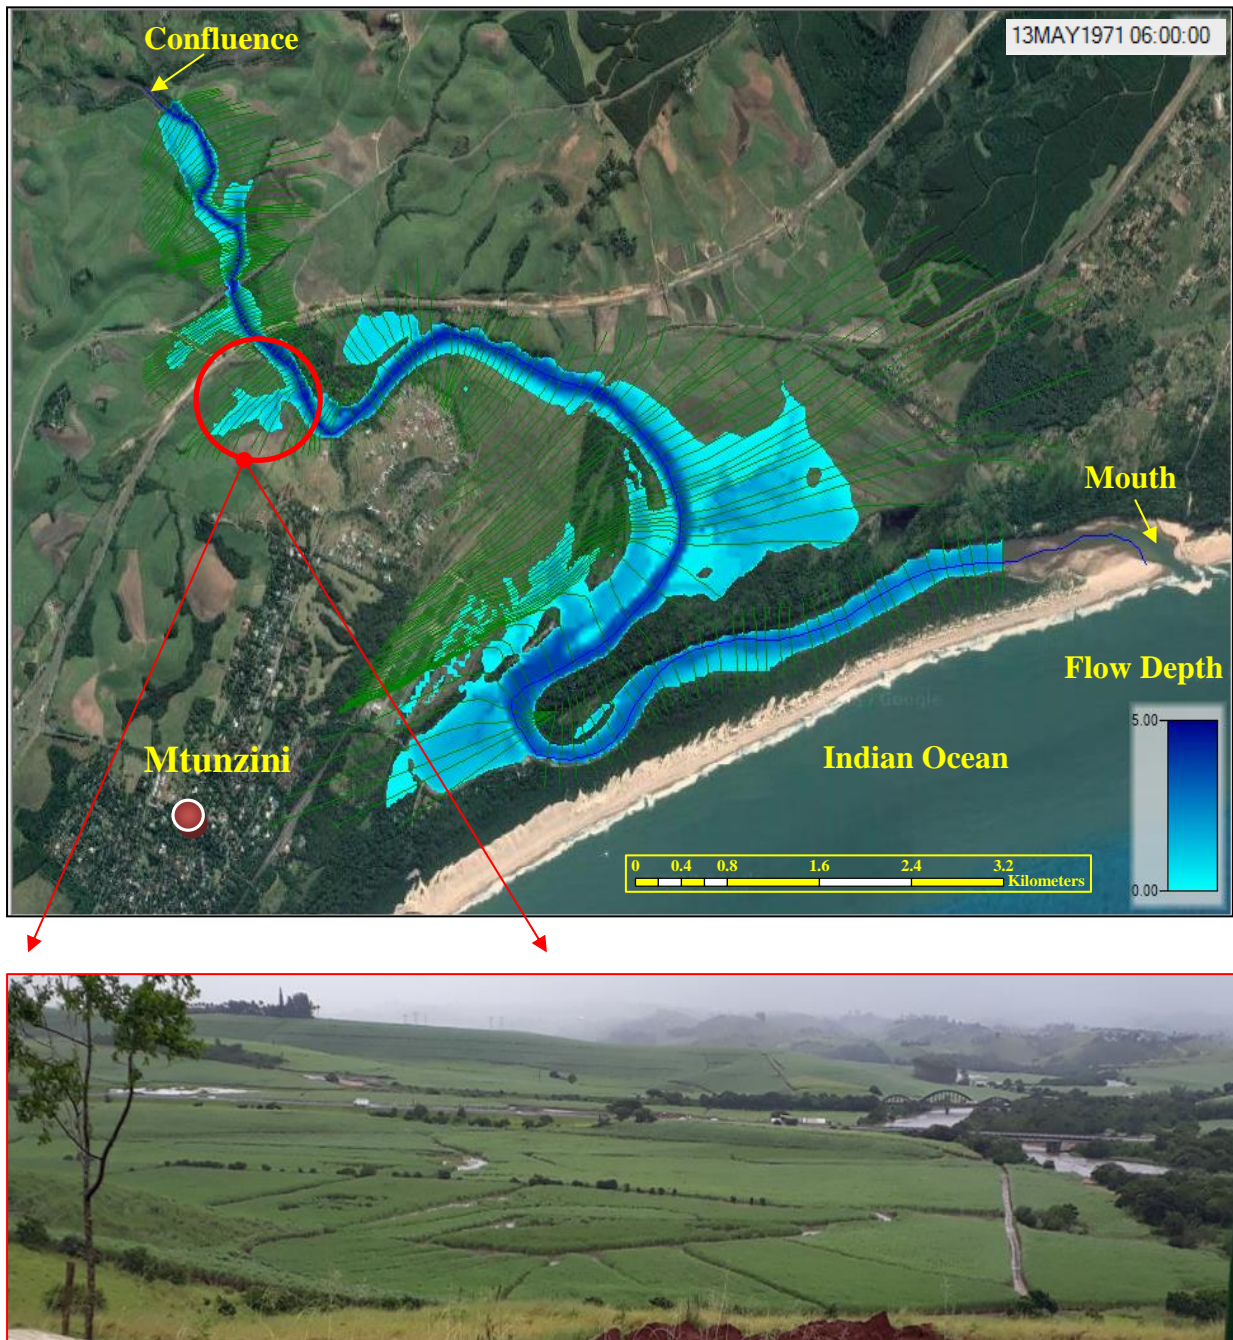 Confluence
13MAY1971 06:00:00
Mouth
Flow Depth
5.00
0.00
Mtunzini
Indian Ocean
0 0.4 0.8 1.6 2.4 3.2
Kilometers
Google